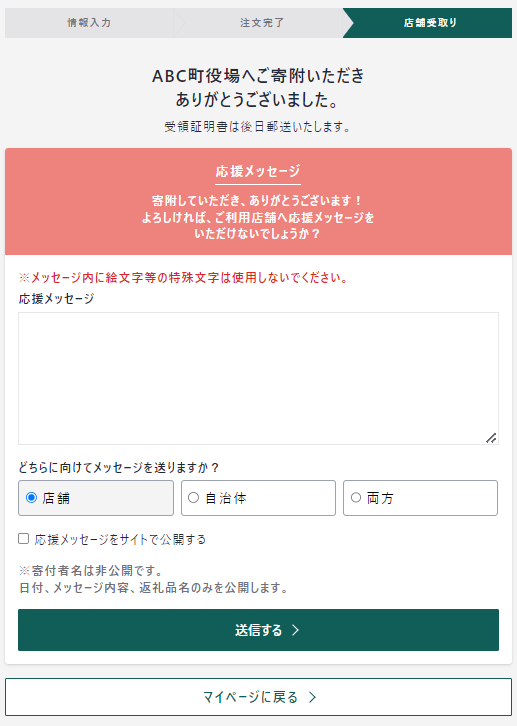 情報入力
注文完了
店舗受取り
ABC町役場へご寄附いただき
ありがとうございました。
受領証明書は後日郵送いたします。
応援メッセージ
寄附していただき、ありがとうございます！
よろしければ、ご利用店舗へ応援メッセージを
いただけないでしょうか？
※メッセージ内に絵文字等の特殊文字は使用しないでください。
応援メッセージ
どちらに向けてメッセージを送りますか？
店舗
自治体
両方
応援メッセージをサイトで公開する
※寄付者名は非公開です。
日付、メッセージ内容、返礼品名のみを公開します。
送信する
マイページに戻る